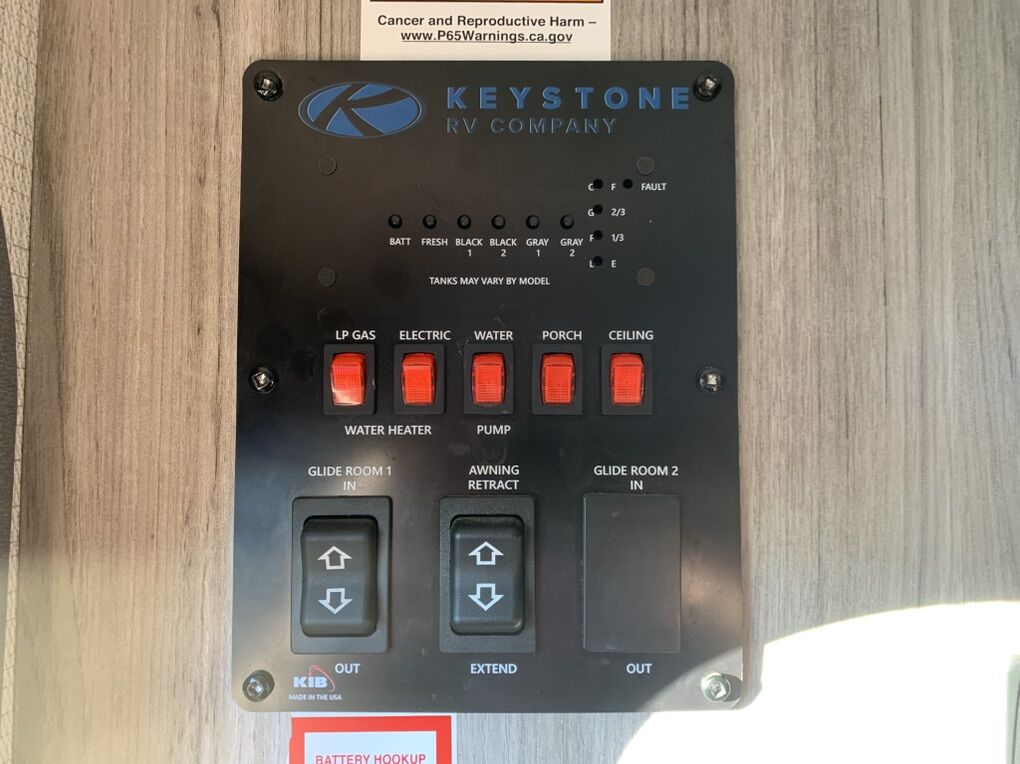 Cancer and Reproductive Harm –
www.P65Warnings.ca.gov
KEYSTONE
RV COMPANY
C F FAULT
G 2/3
F 1/3
L E
BATT FRESH BLACK 1 BLACK 2 GRAY 1 GRAY 2
TANKS MAY VARY BY MODEL
LP GAS ELECTRIC WATER PORCH CEILING
WATER HEATER PUMP
GLIDE ROOM 1 IN AWNING RETRACT GLIDE ROOM 2 IN
OUT EXTEND OUT
KIB
MADE IN THE USA
BATTERY HOOKUP